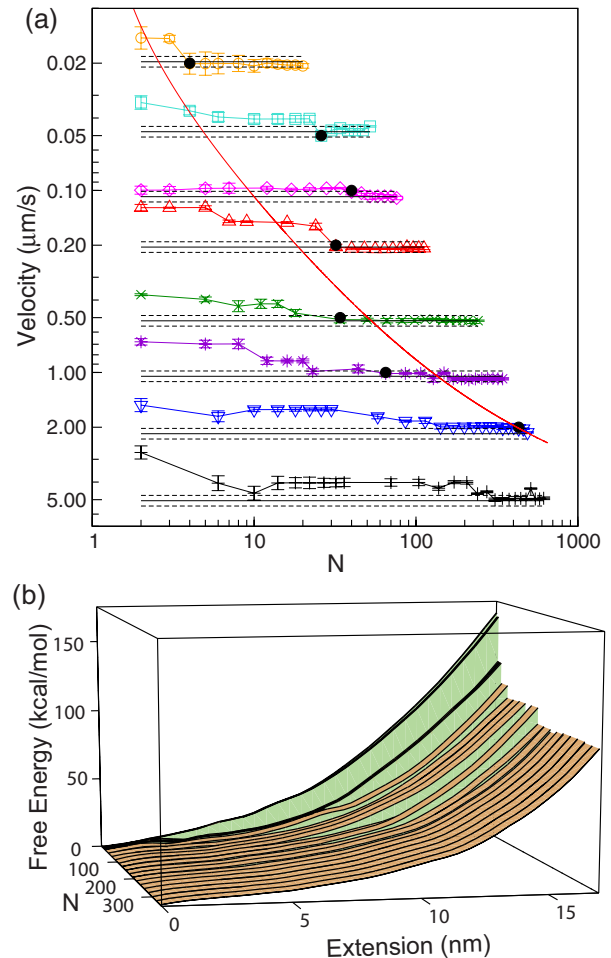 (a)
0.02
0.05
0.10
0.20
0.50
1.00
2.00
5.00
Velocity (μm/s)
1 10 100 1000
N
(b)
150
100
50
0
Free Energy (kcal/mol)
100
200
300
N
0 5 10 15
Extension (nm)